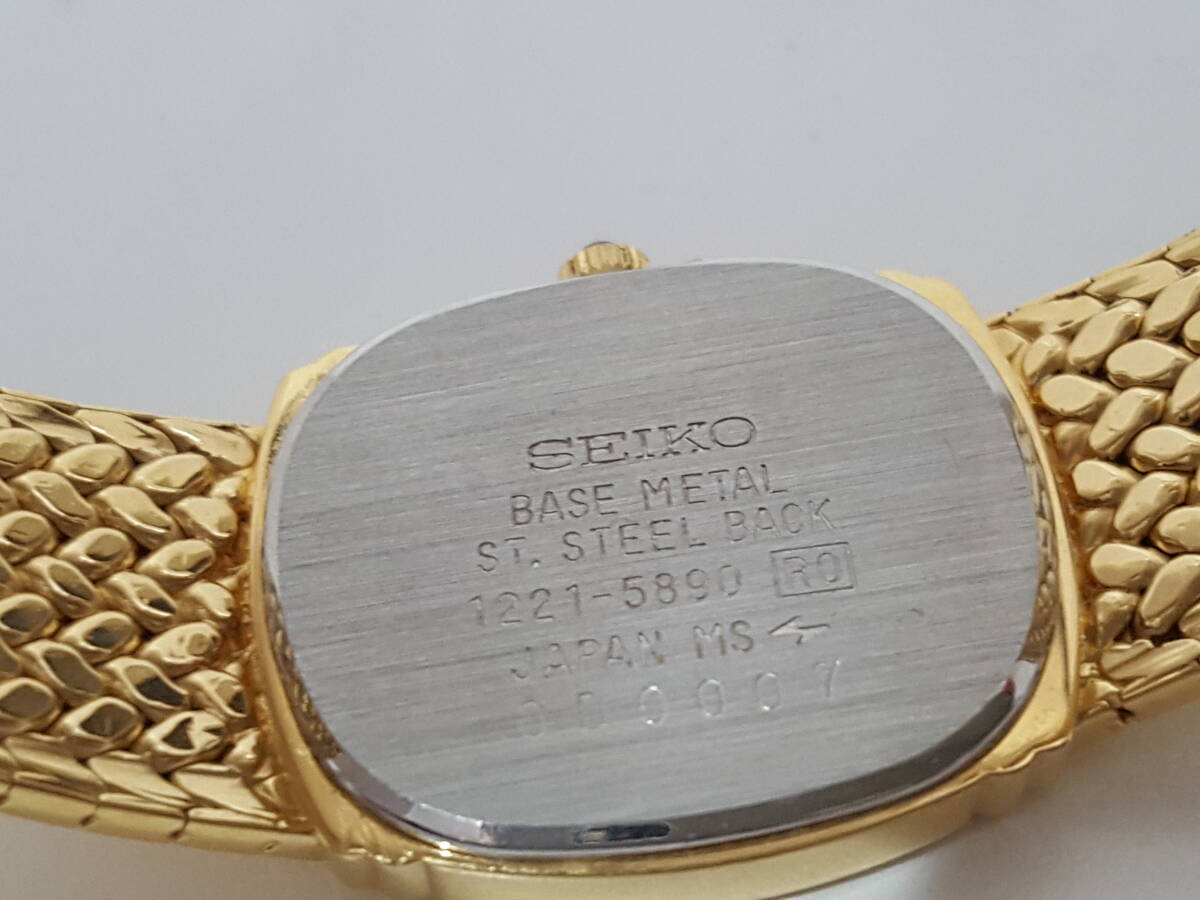 SEIKO
BASE METAL
ST. STEEL BACK
1221-5890 R0
JAPAN MS